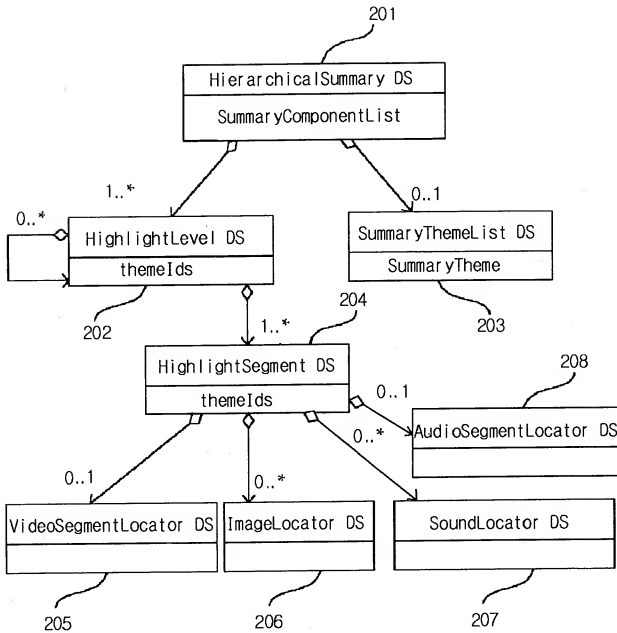 201
HierarchicalSummary DS
SummaryComponentList
1..*
0..1
0..*
HighlightLevel DS
themeIds
SummaryThemeList DS
SummaryTheme
202
203
1..*
204
HighlightSegment DS
themeIds
208
0..1
0..*
AudioSegmentLocator DS
0..1
0..*
VideoSegmentLocator DS
ImageLocator DS
SoundLocator DS
205
206
207